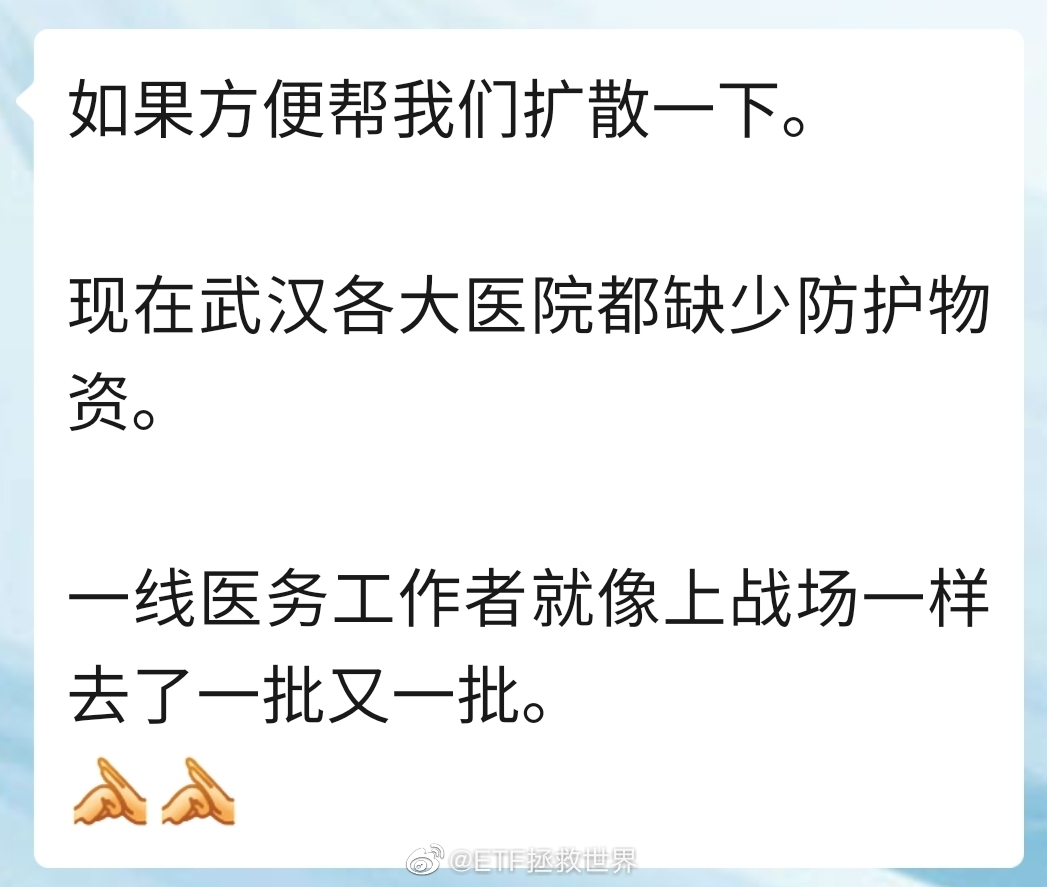 如果方便帮我们扩散一下。
现在武汉各大医院都缺少防护物
资。
一线医务工作者就像上战场一样
去了一批又一批。
@ETF拯救世界